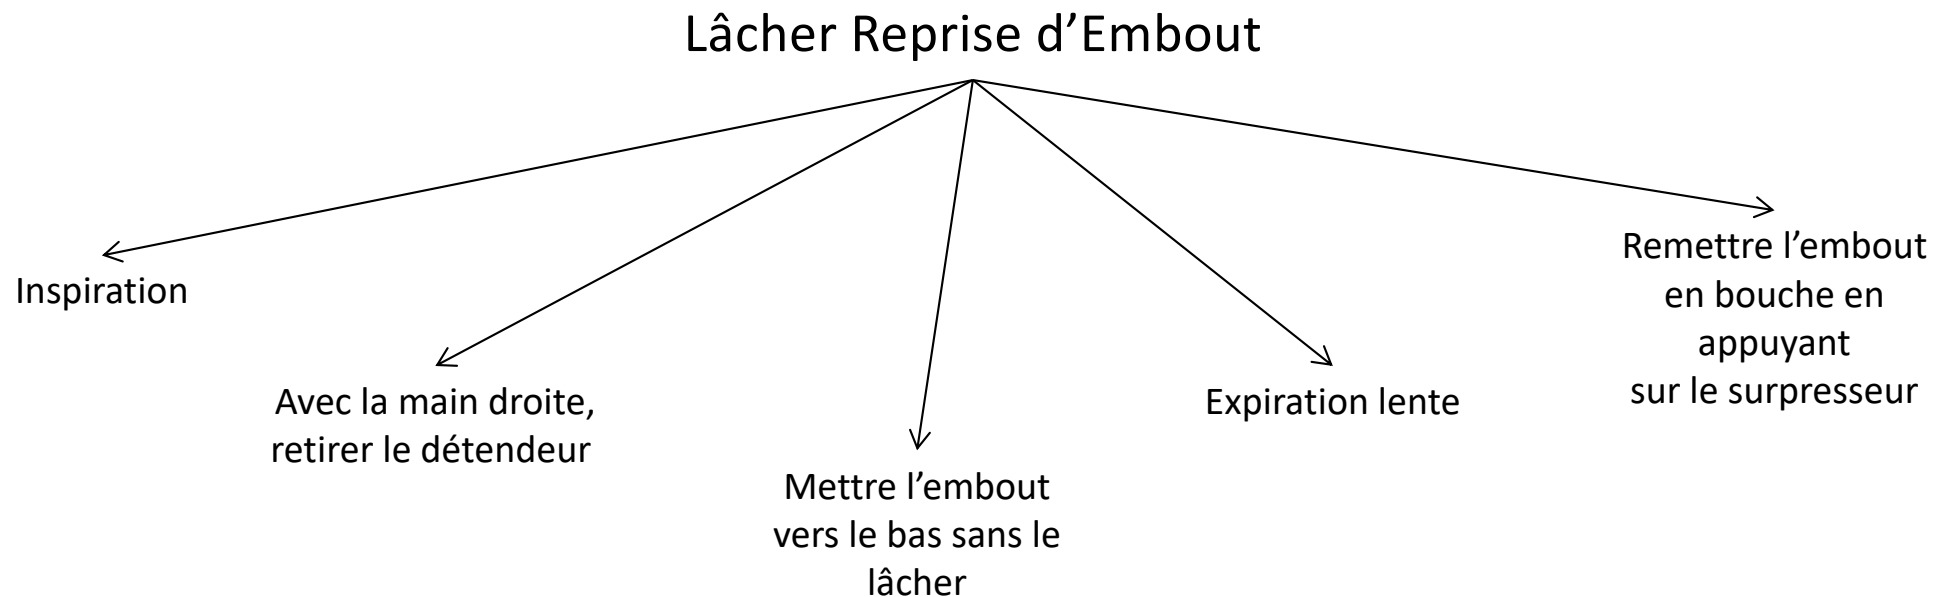 Lâcher Reprise d’Embout
Inspiration
Avec la main droite,
retirer le détendeur
Mettre l’embout
vers le bas sans le
lâcher
Expiration lente
Remettre l’embout
en bouche en
appuyant
sur le surpresseur